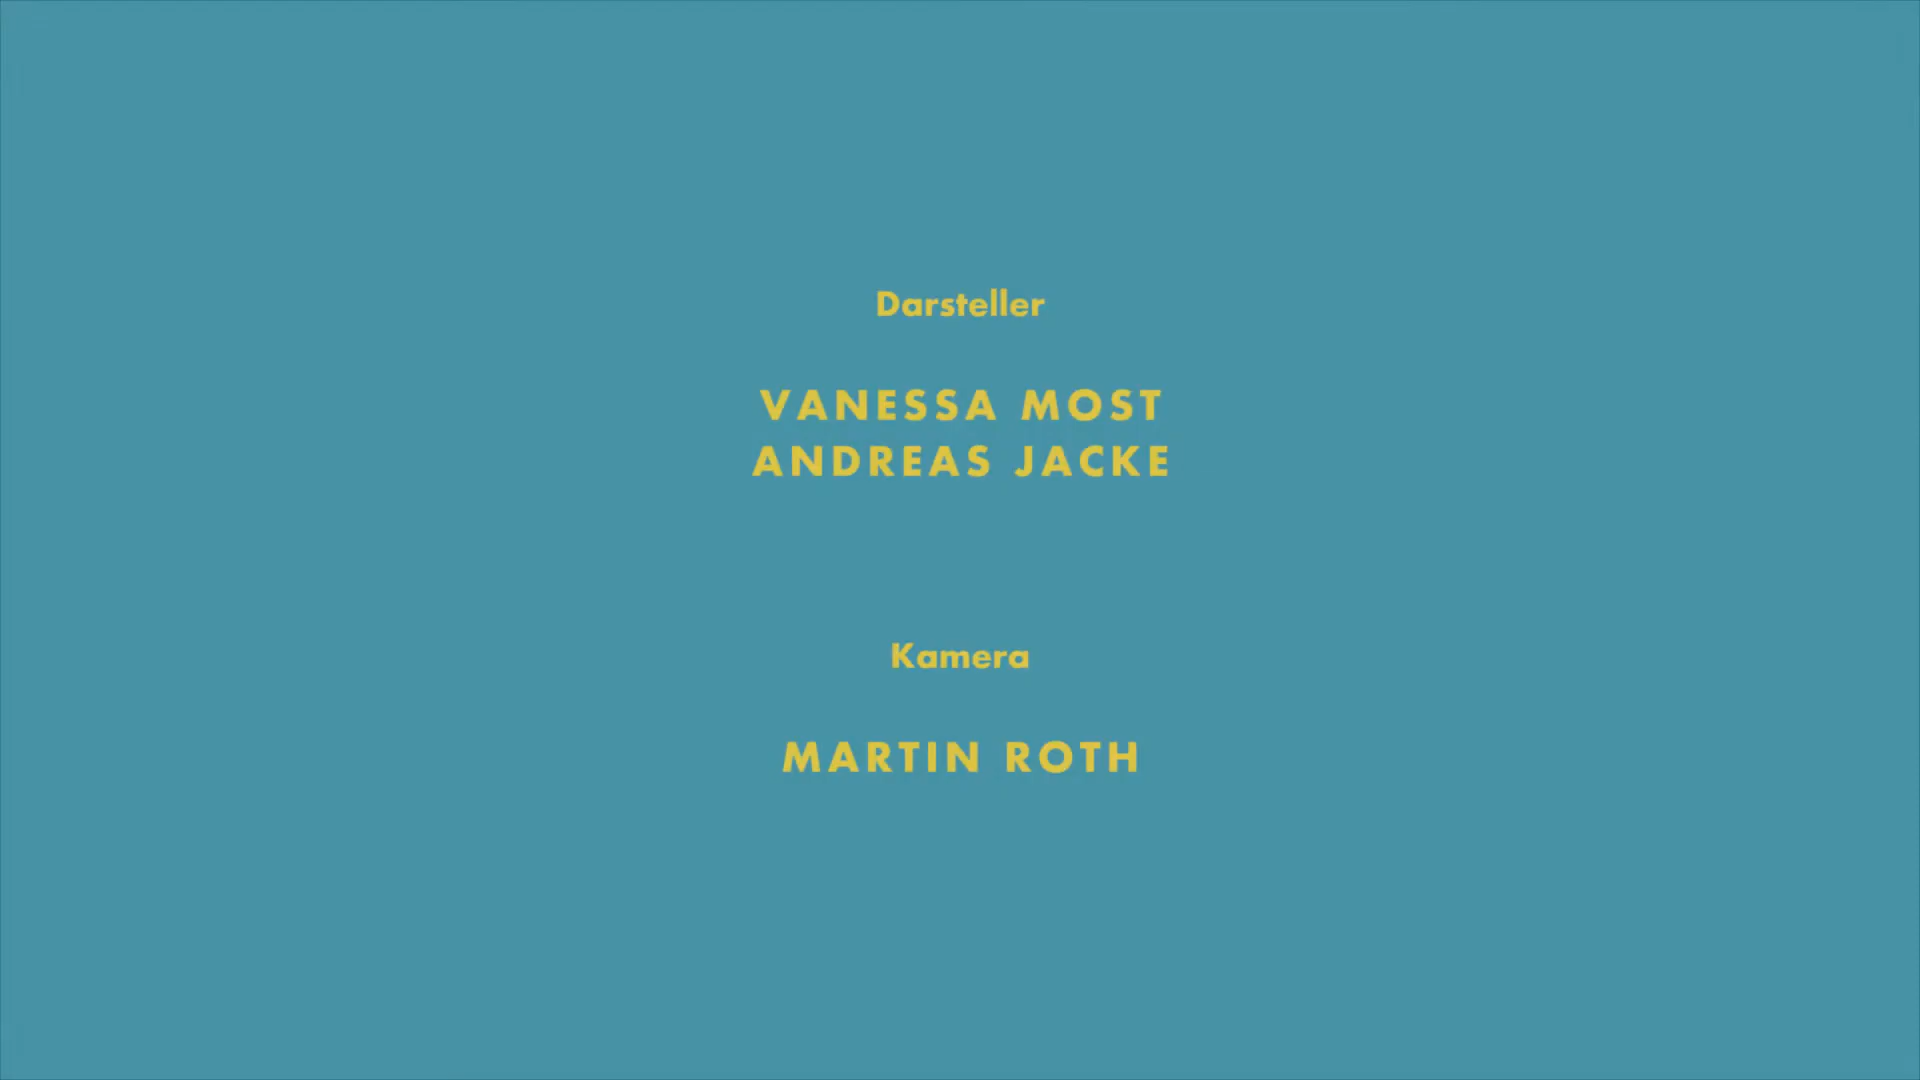 Darsteller
VANESSA MOST
ANDREAS JACKE
Kamera
MARTIN ROTH